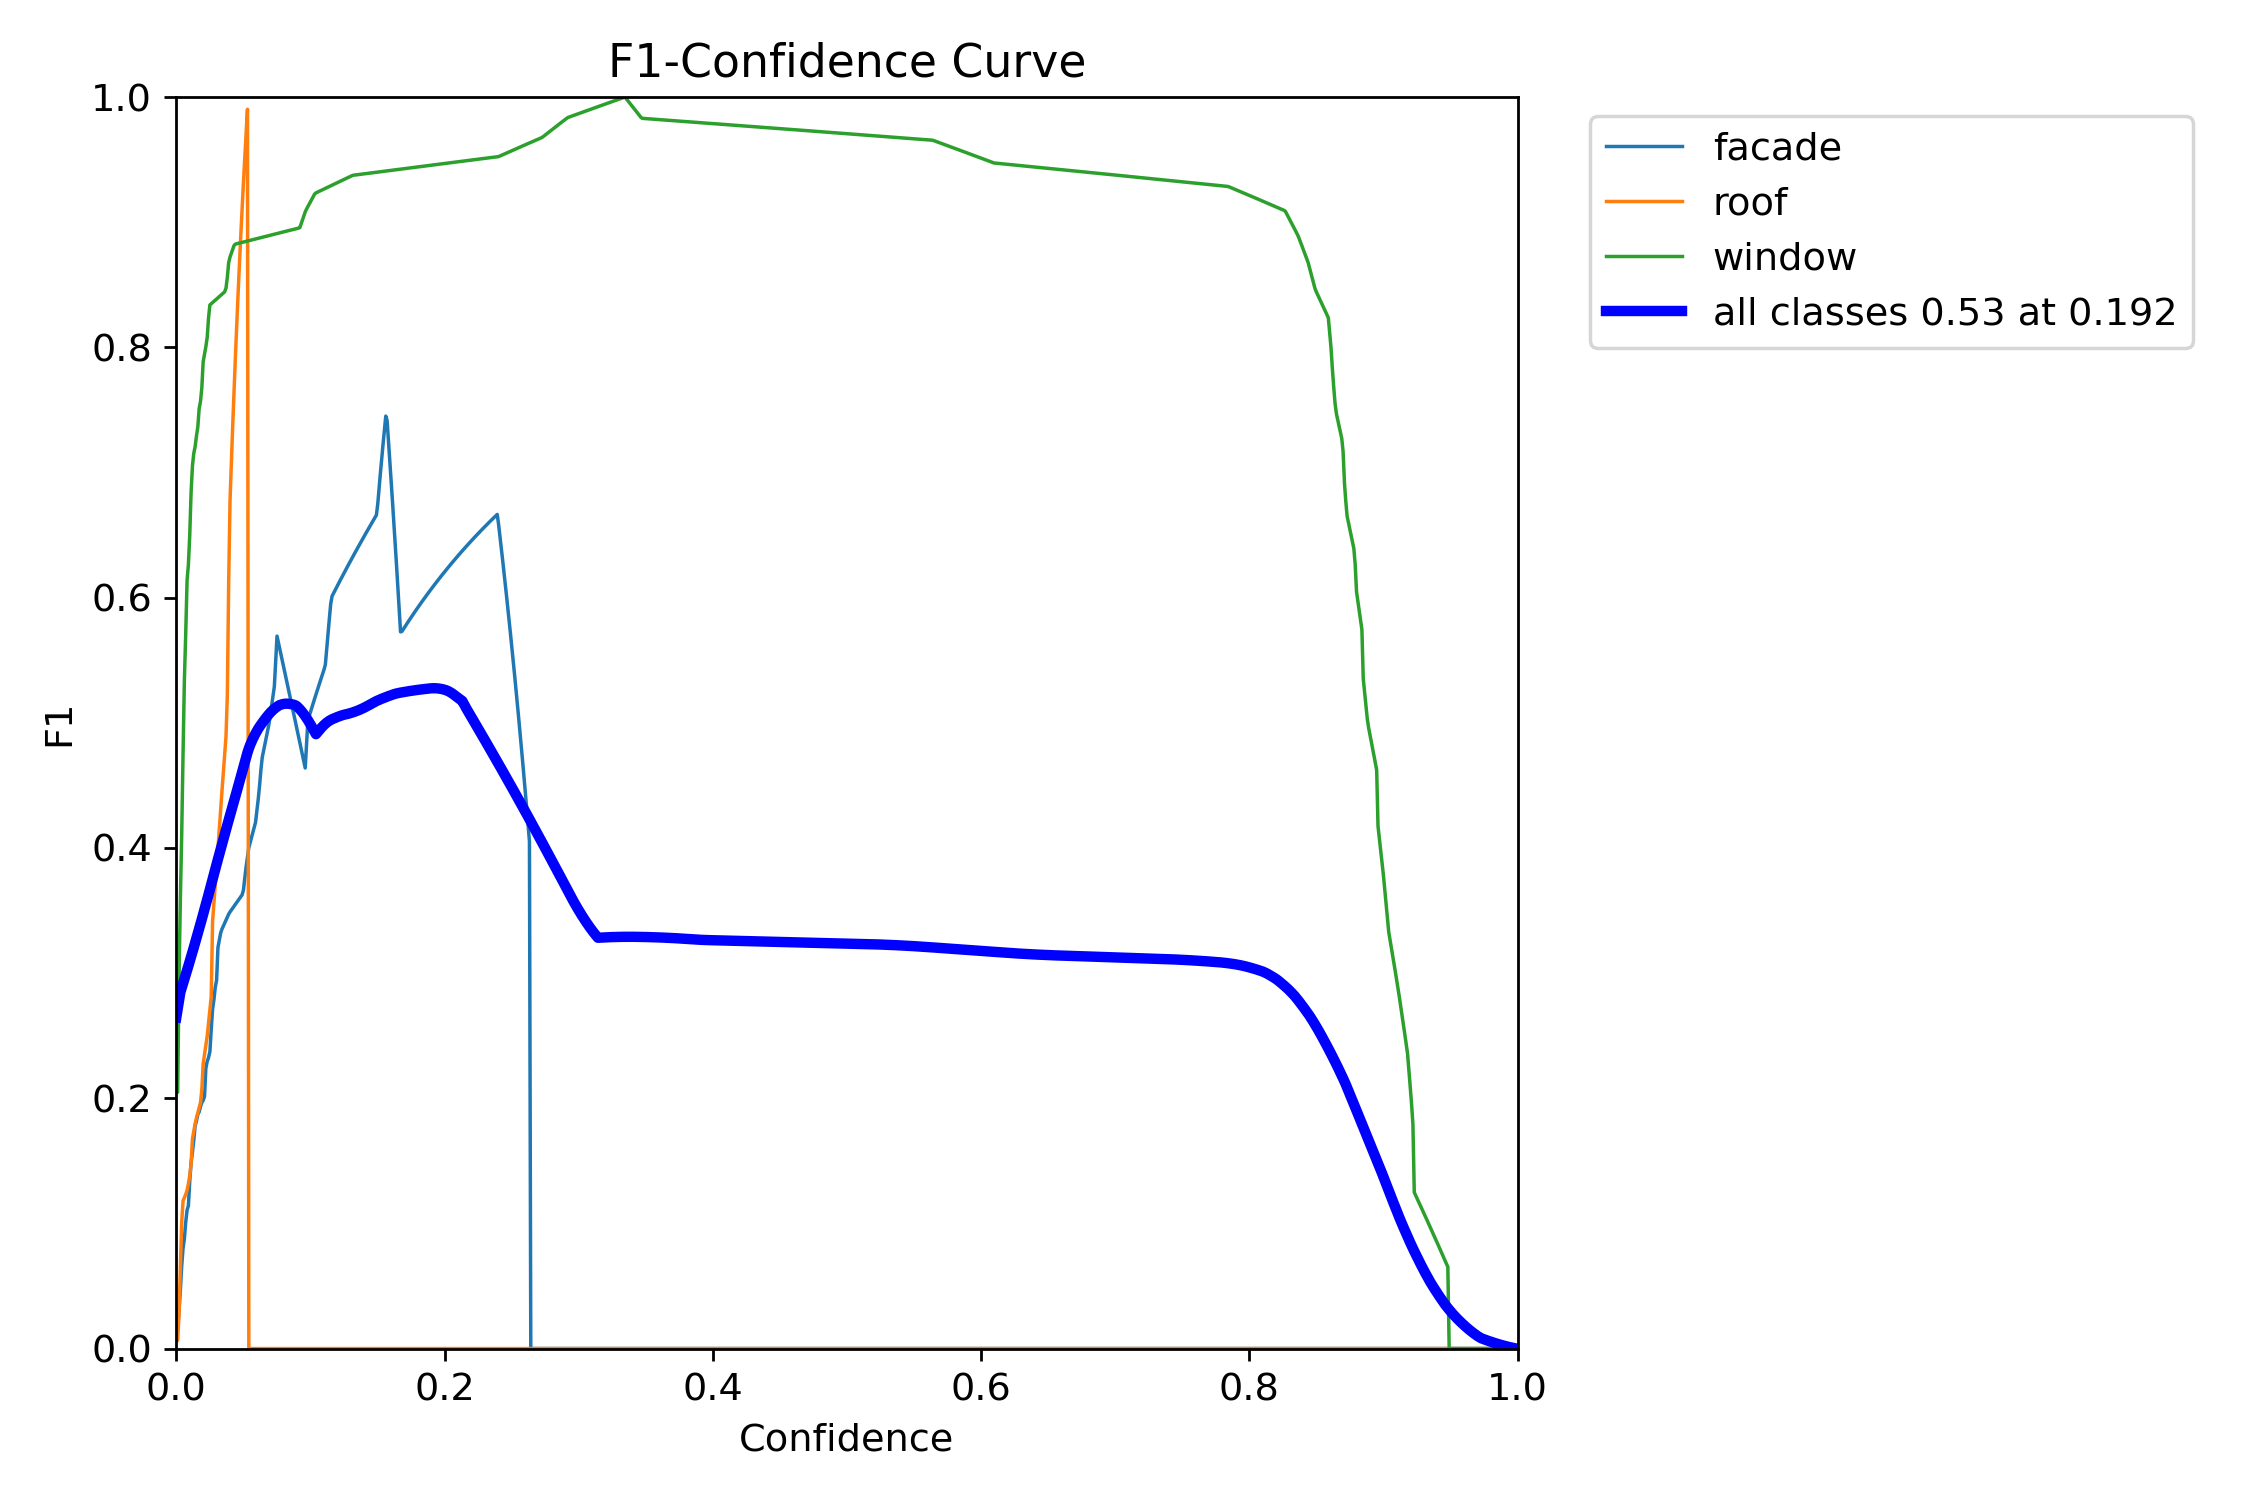 F1-Confidence Curve
1.0
0.8
0.6
0.4
0.2
0.0
F1
0.0 0.2 0.4 0.6 0.8 1.0
Confidence
facade
roof
window
all classes 0.53 at 0.192